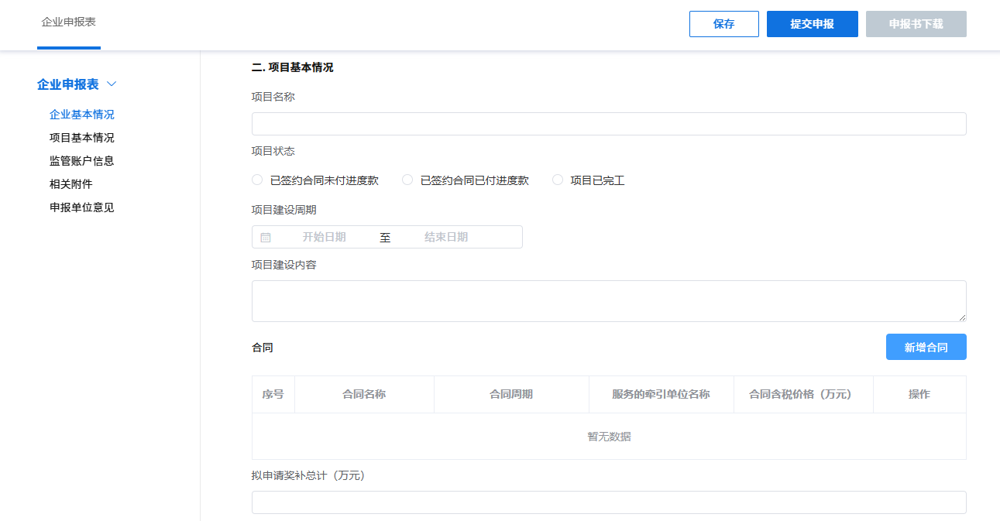 企业申报表
保存 提交申报 申报书下载
企业申报表
企业基本情况
项目基本情况
监管账户信息
相关附件
申报单位意见
二. 项目基本情况
项目名称
项目状态
已签约合同未付进度款 已签约合同已付进度款 项目已完工
项目建设周期
开始日期 至 结束日期
项目建设内容
合同 新增合同
序号 合同名称 合同周期 服务的牵引单位名称 合同含税价格（万元） 操作
暂无数据
拟申请奖补总计（万元）